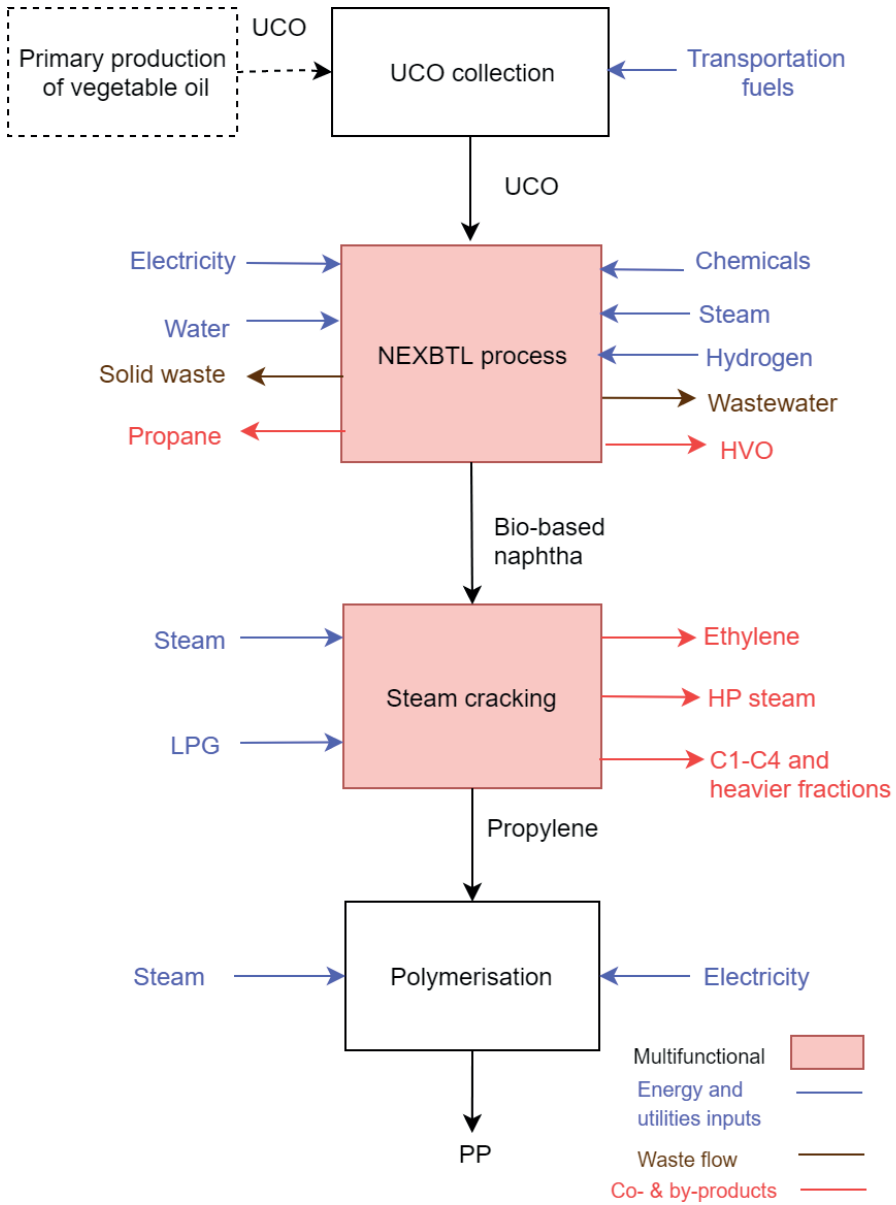 UCO
Primary production
of vegetable oil
UCO collection
Transportation
fuels
UCO
Electricity
Chemicals
Water
Steam
NEXBTL process
Hydrogen
Solid waste
Wastewater
Propane
HVO
Bio-based
naphtha
Steam
Ethylene
Steam cracking
HP steam
LPG
C1-C4 and
heavier fractions
Propylene
Steam
Polymerisation
Electricity
Multifunctional
Energy and
utilities inputs
PP
Waste flow
Co- & by-products